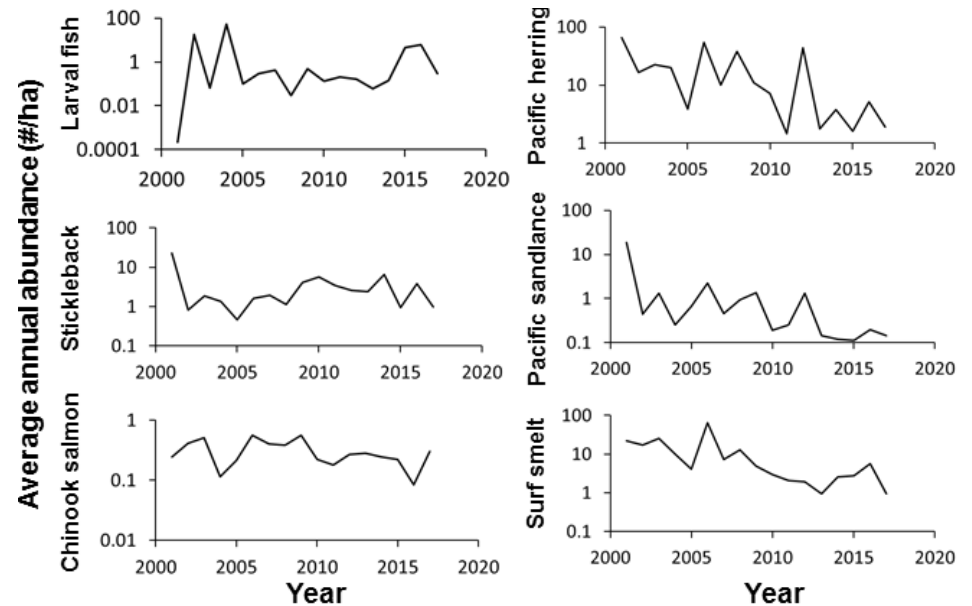 Average annual abundance (#/ha)
Larval fish
100
1
0.01
0.0001
2000 2005 2010 2015 2020
Pacific herring
100
10
1
2000 2005 2010 2015 2020
Stickleback
100
10
1
0.1
2000 2005 2010 2015 2020
Pacific sandlance
100
10
1
0.1
2000 2005 2010 2015 2020
Chinook salmon
1
0.1
0.01
2000 2005 2010 2015 2020
Year
Surf smelt
100
10
1
0.1
2000 2005 2010 2015 2020
Year